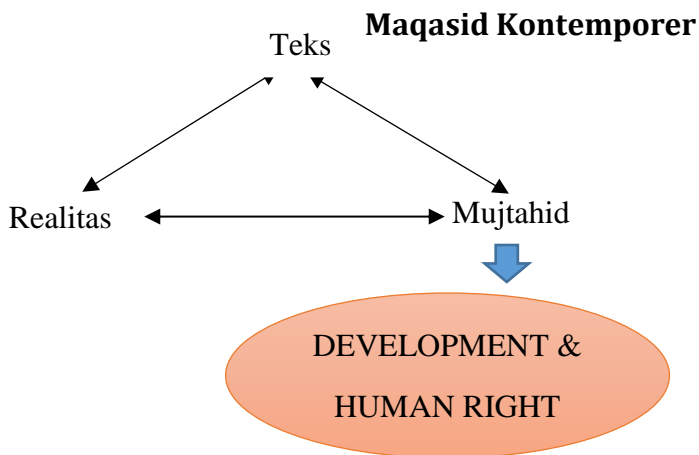 Maqasid Kontemporer
Teks
Realitas
Mujtahid
DEVELOPMENT &
HUMAN RIGHT